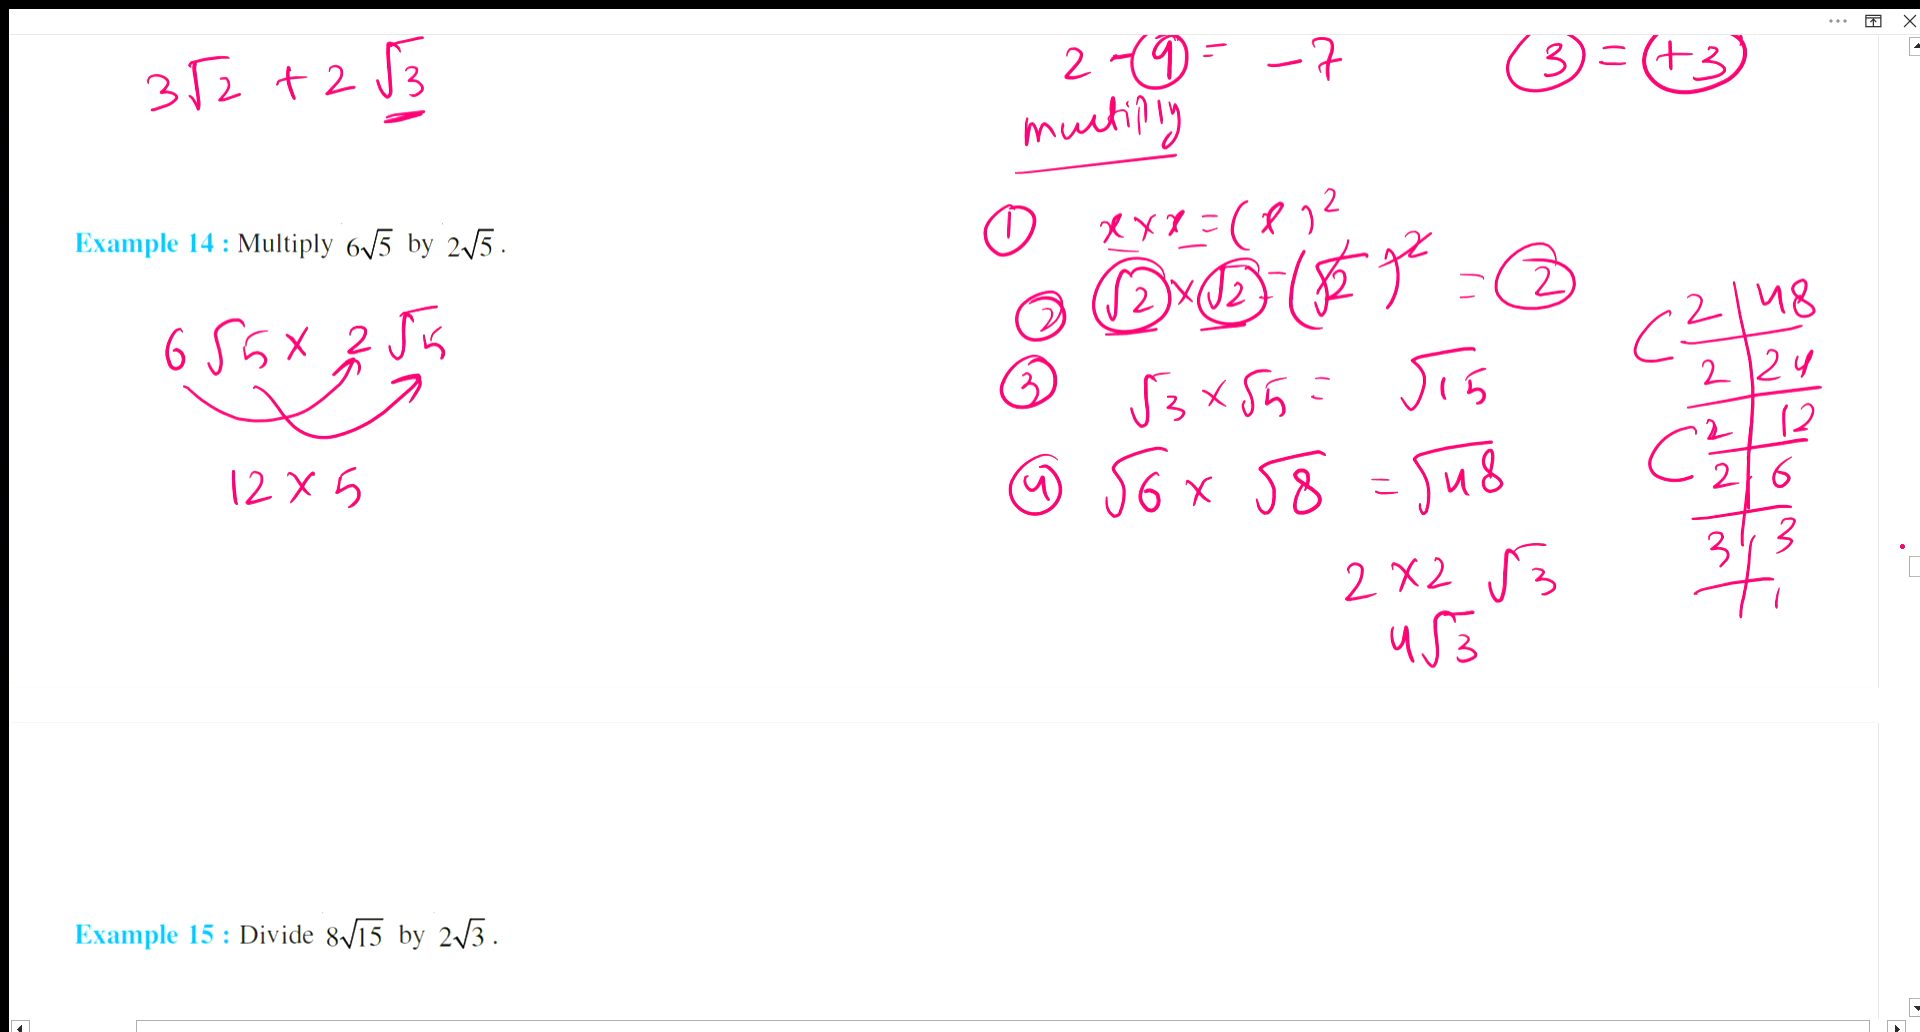 3√2 + 2√3
2 - 9 = -7
3 = +3
multiply
Example 14 : Multiply 6√5 by 2√5 .
6√5 × 2√5
12 × 5
① x × x = (x)²
② √2 × √2 = (√2)² = 2
③ √3 × √5 = √15
④ √6 × √8 = √48
2 × 2 √3
4√3
2 | 48
2 | 24
2 | 12
2 | 6
3 | 3
1
Example 15 : Divide 8√15 by 2√3 .